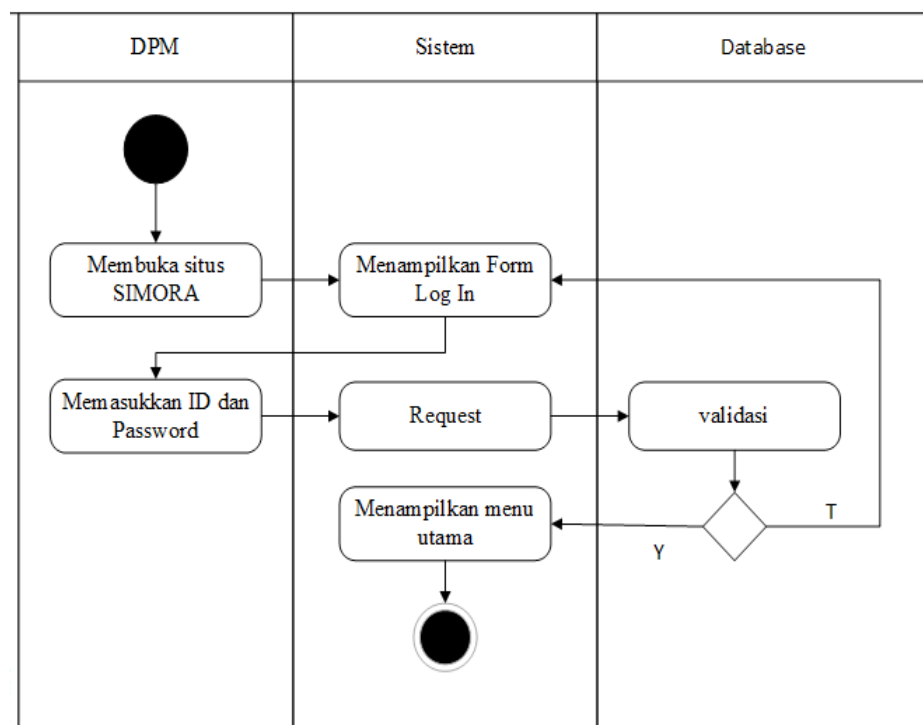 DPM
Sistem
Database
Membuka situs
SIMORA
Menampilkan Form
Log In
Memasukkan ID dan
Password
Request
validasi
Menampilkan menu
utama
Y
T